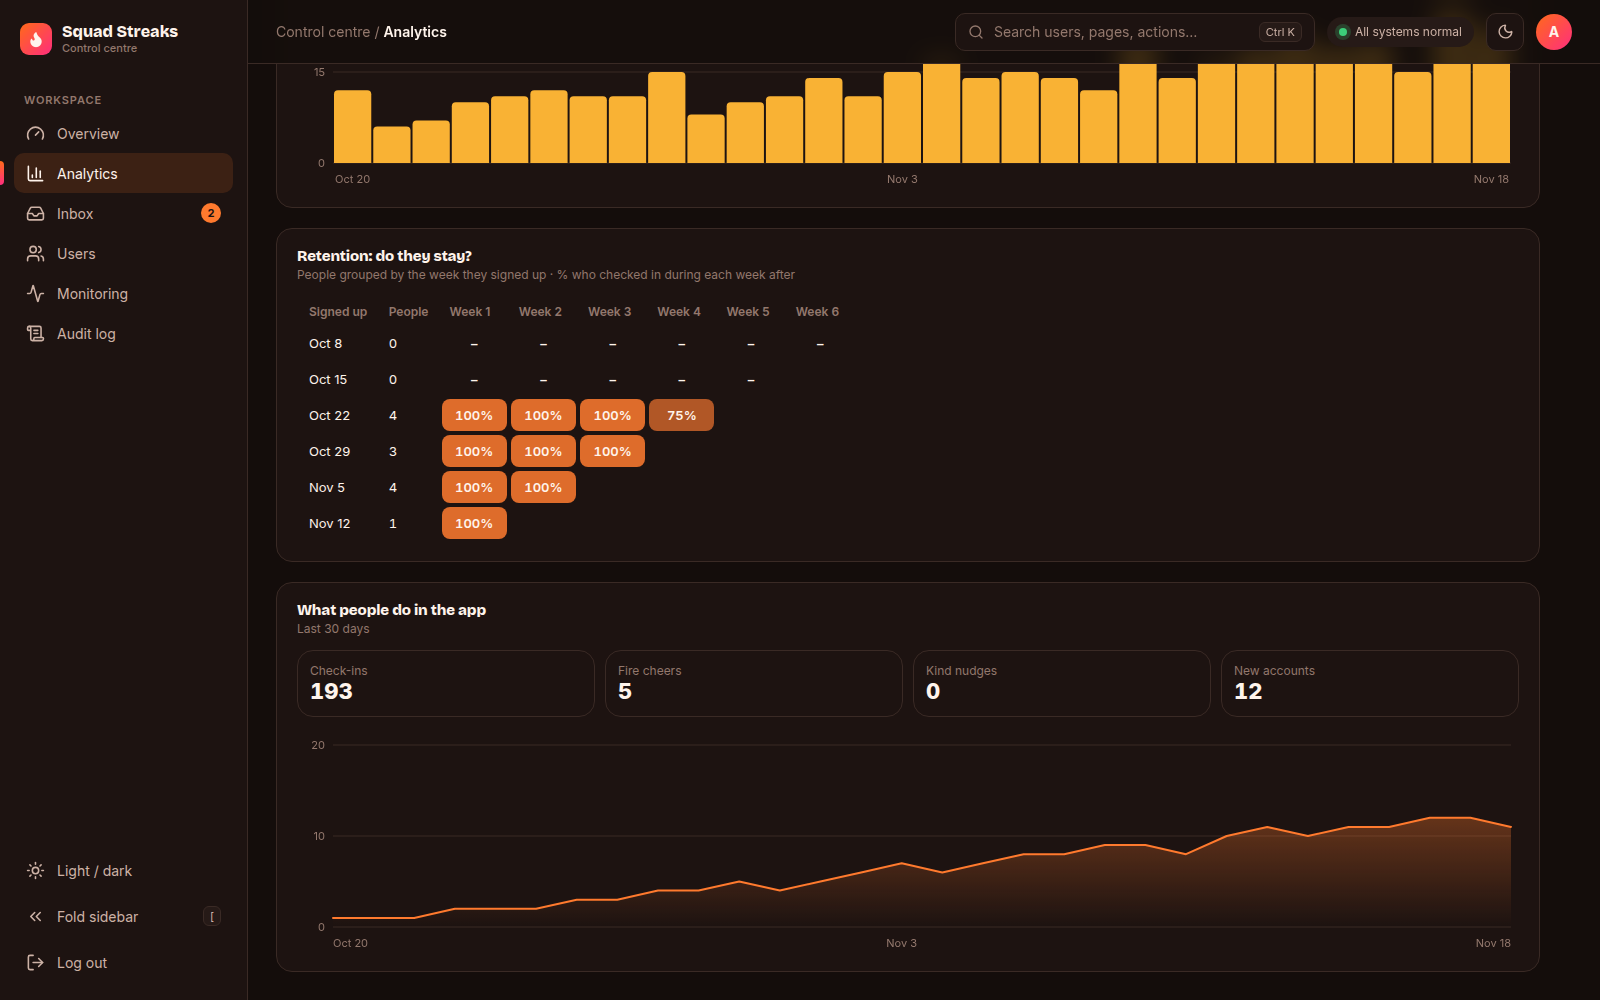 Squad Streaks
Control centre
WORKSPACE
Overview
Analytics
Inbox 2
Users
Monitoring
Audit log
Light / dark
Fold sidebar [
Log out
Control centre / Analytics
Search users, pages, actions... Ctrl K
All systems normal
A
15
0
Oct 20 Nov 3 Nov 18
Retention: do they stay?
People grouped by the week they signed up · % who checked in during each week after
Signed up People Week 1 Week 2 Week 3 Week 4 Week 5 Week 6
Oct 8 0 – – – – – –
Oct 15 0 – – – – –
Oct 22 4 100% 100% 100% 75%
Oct 29 3 100% 100% 100%
Nov 5 4 100% 100%
Nov 12 1 100%
What people do in the app
Last 30 days
Check-ins Fire cheers Kind nudges New accounts
193 5 0 12
20
10
0
Oct 20 Nov 3 Nov 18